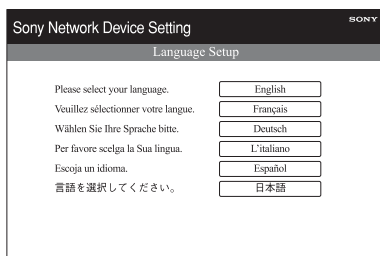 Sony Network Device Setting SONY
Language Setup
Please select your language. English
Veuillez sélectionner votre langue. Français
Wählen Sie Ihre Sprache bitte. Deutsch
Per favore scelga la Sua lingua. L'italiano
Escoja un idioma. Español
言語を選択してください。 日本語